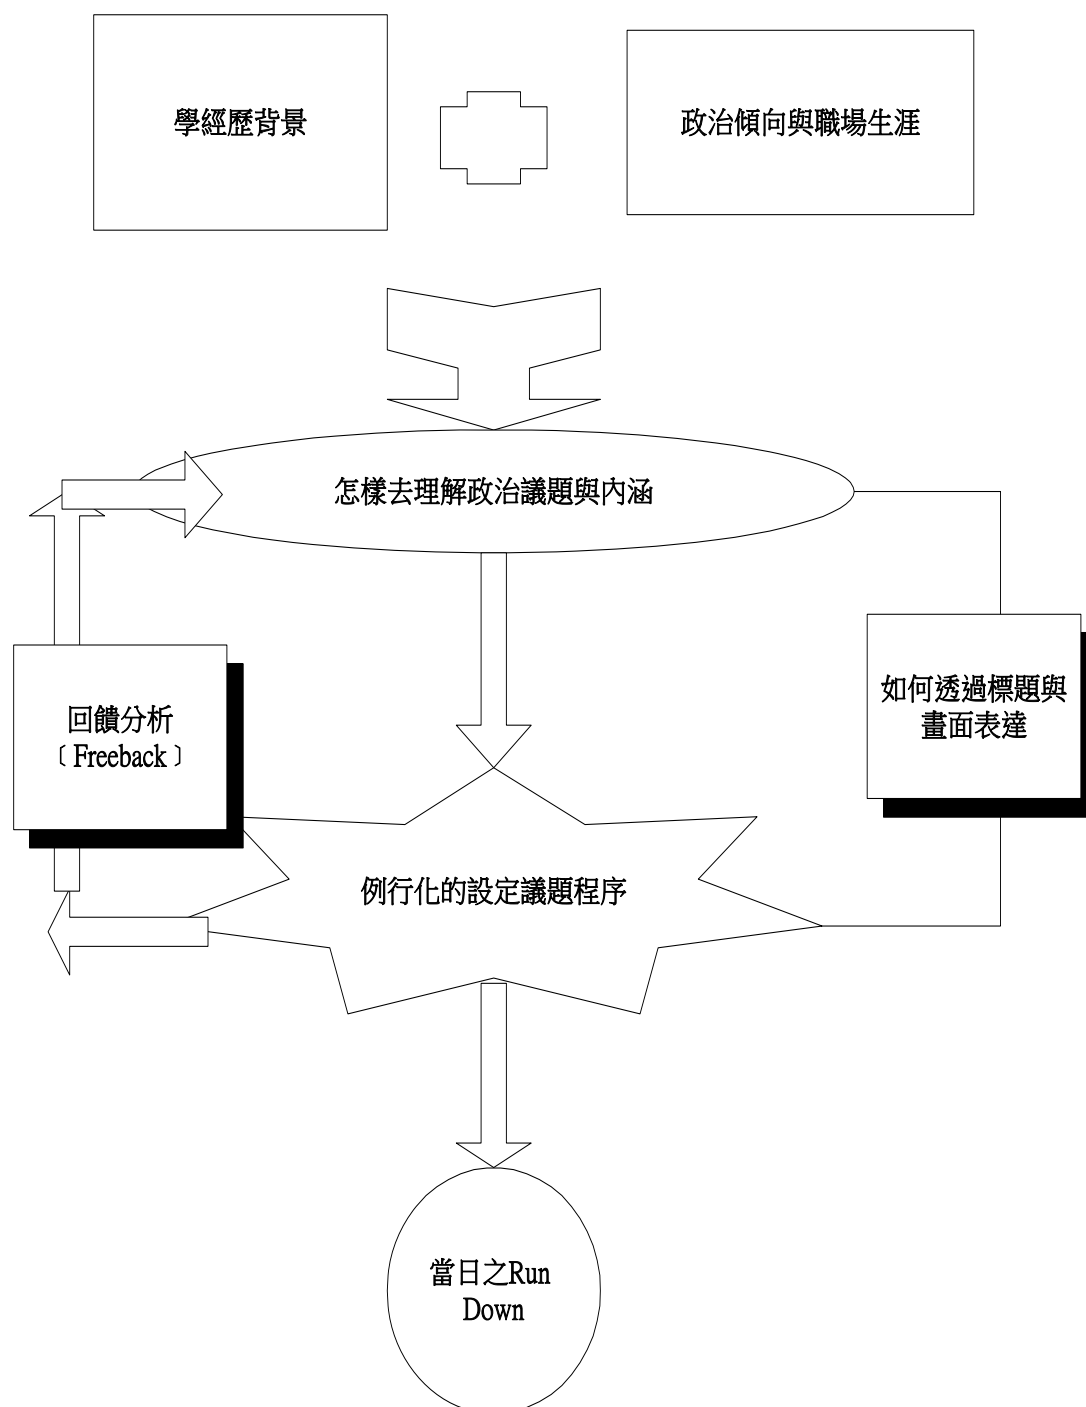 學經歷背景
政治傾向與職場生涯
怎樣去理解政治議題與內涵
如何透過標題與
畫面表達
回饋分析
﹝Freeback﹞
例行化的設定議題程序
當日之Run
Down